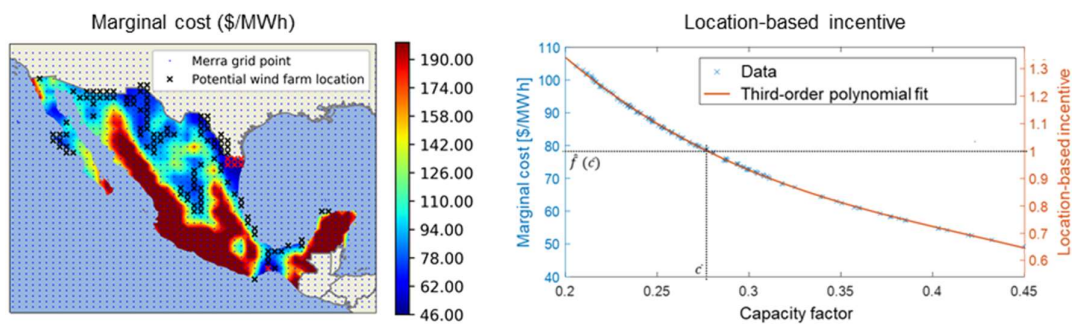 Marginal cost ($/MWh)
Merra grid point
Potential wind farm location
190.00
174.00
158.00
142.00
126.00
110.00
94.00
78.00
62.00
46.00
Location-based incentive
Data
Third-order polynomial fit
Marginal cost [$/MWh]
110
100
90
80
70
60
50
40
f (c)
c
0.2
0.25
0.3
0.35
0.4
0.45
Capacity factor
1.3
1.2
1.1
1
0.9
0.8
0.7
0.6
Location-based incentive